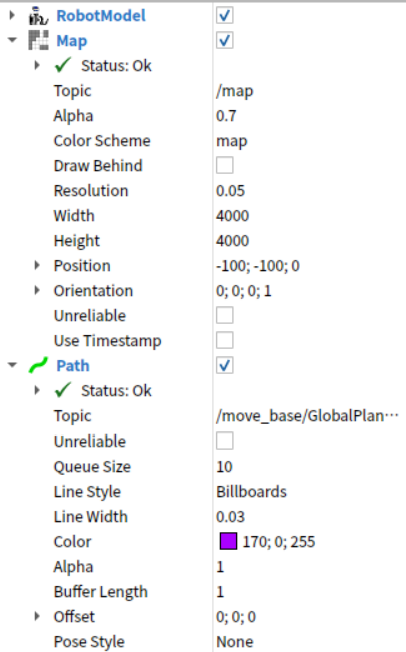 RobotModel
Map
Status: Ok
Topic /map
Alpha 0.7
Color Scheme map
Draw Behind
Resolution 0.05
Width 4000
Height 4000
Position -100; -100; 0
Orientation 0; 0; 0; 1
Unreliable
Use Timestamp
Path
Status: Ok
Topic /move_base/GlobalPlan···
Unreliable
Queue Size 10
Line Style Billboards
Line Width 0.03
Color 170; 0; 255
Alpha 1
Buffer Length 1
Offset 0; 0; 0
Pose Style None